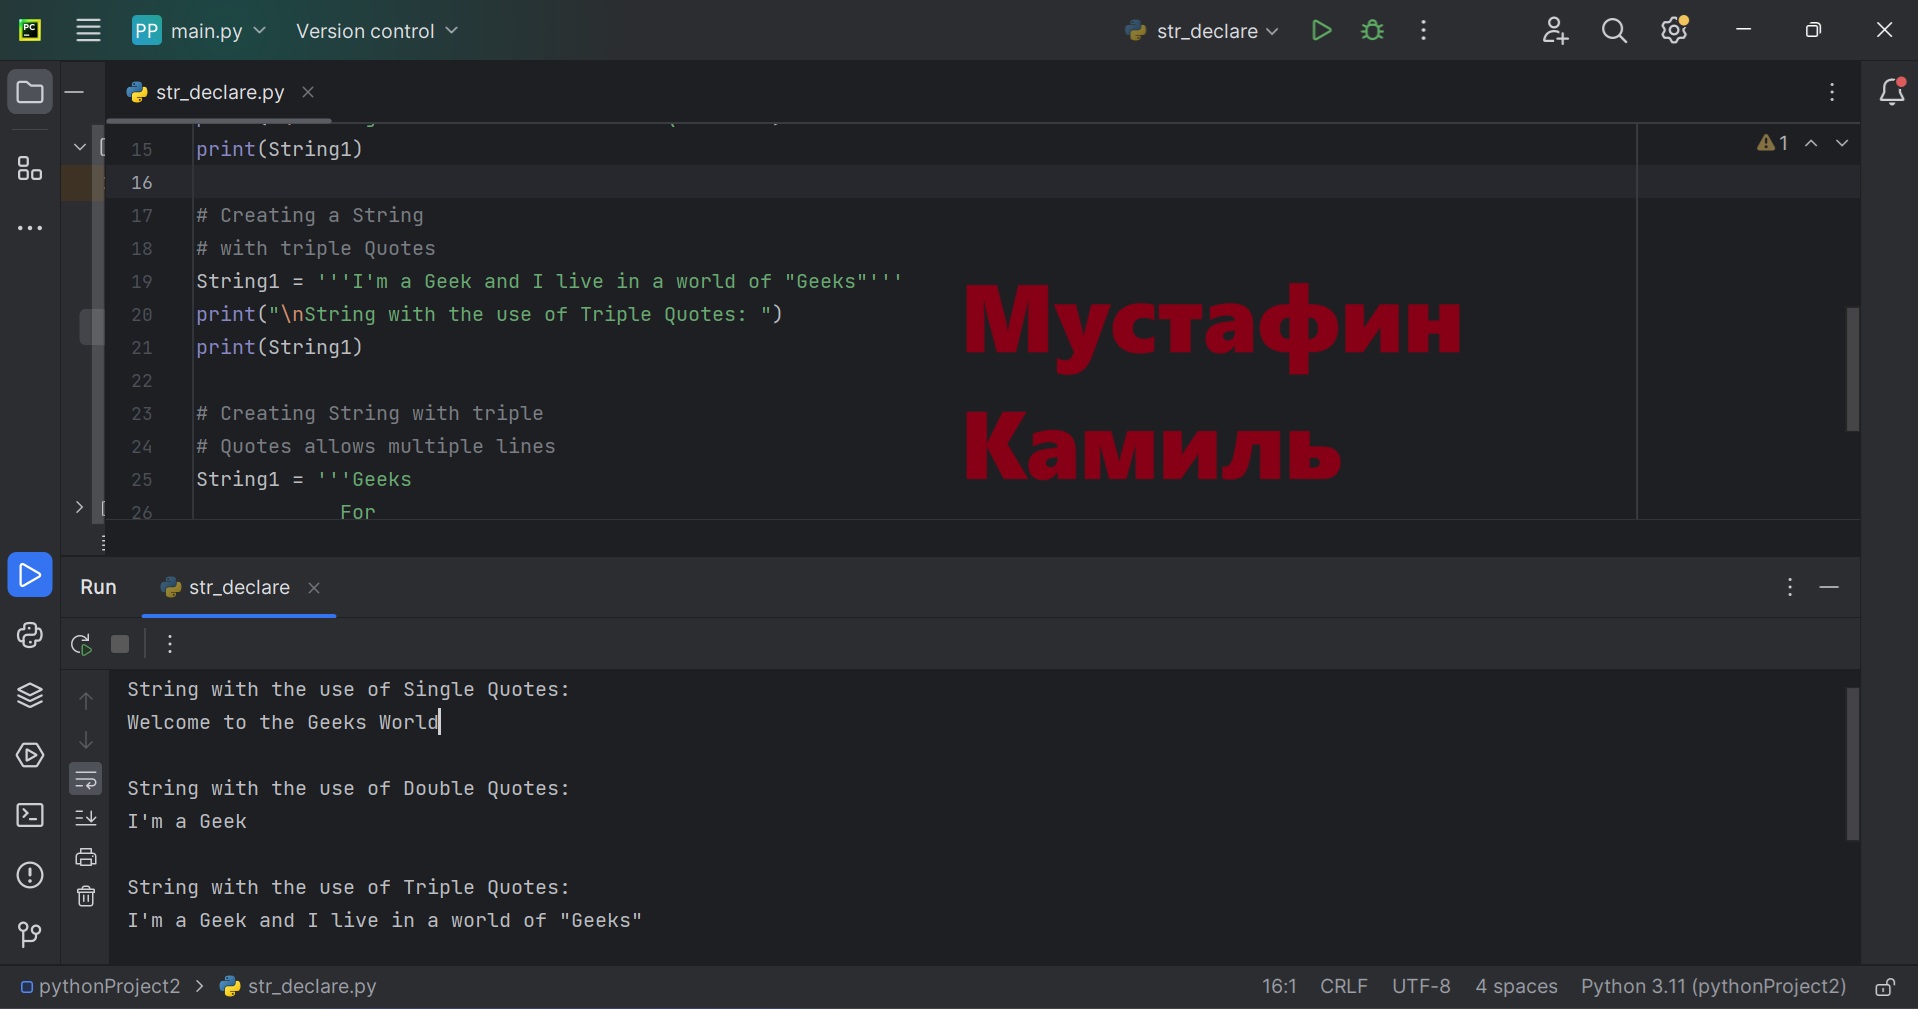 PC
PP main.py Version control str_declare
str_declare.py
15 print(String1)
16
17 # Creating a String
18 # with triple Quotes
19 String1 = '''I'm a Geek and I live in a world of "Geeks"'''
20 print("\nString with the use of Triple Quotes: ")
21 print(String1)
22
23 # Creating String with triple
24 # Quotes allows multiple lines
25 String1 = '''Geeks
26 For
1
Мустафин
Камиль
Run str_declare
String with the use of Single Quotes:
Welcome to the Geeks World
String with the use of Double Quotes:
I'm a Geek
String with the use of Triple Quotes:
I'm a Geek and I live in a world of "Geeks"
pythonProject2 > str_declare.py 16:1 CRLF UTF-8 4 spaces Python 3.11 (pythonProject2)